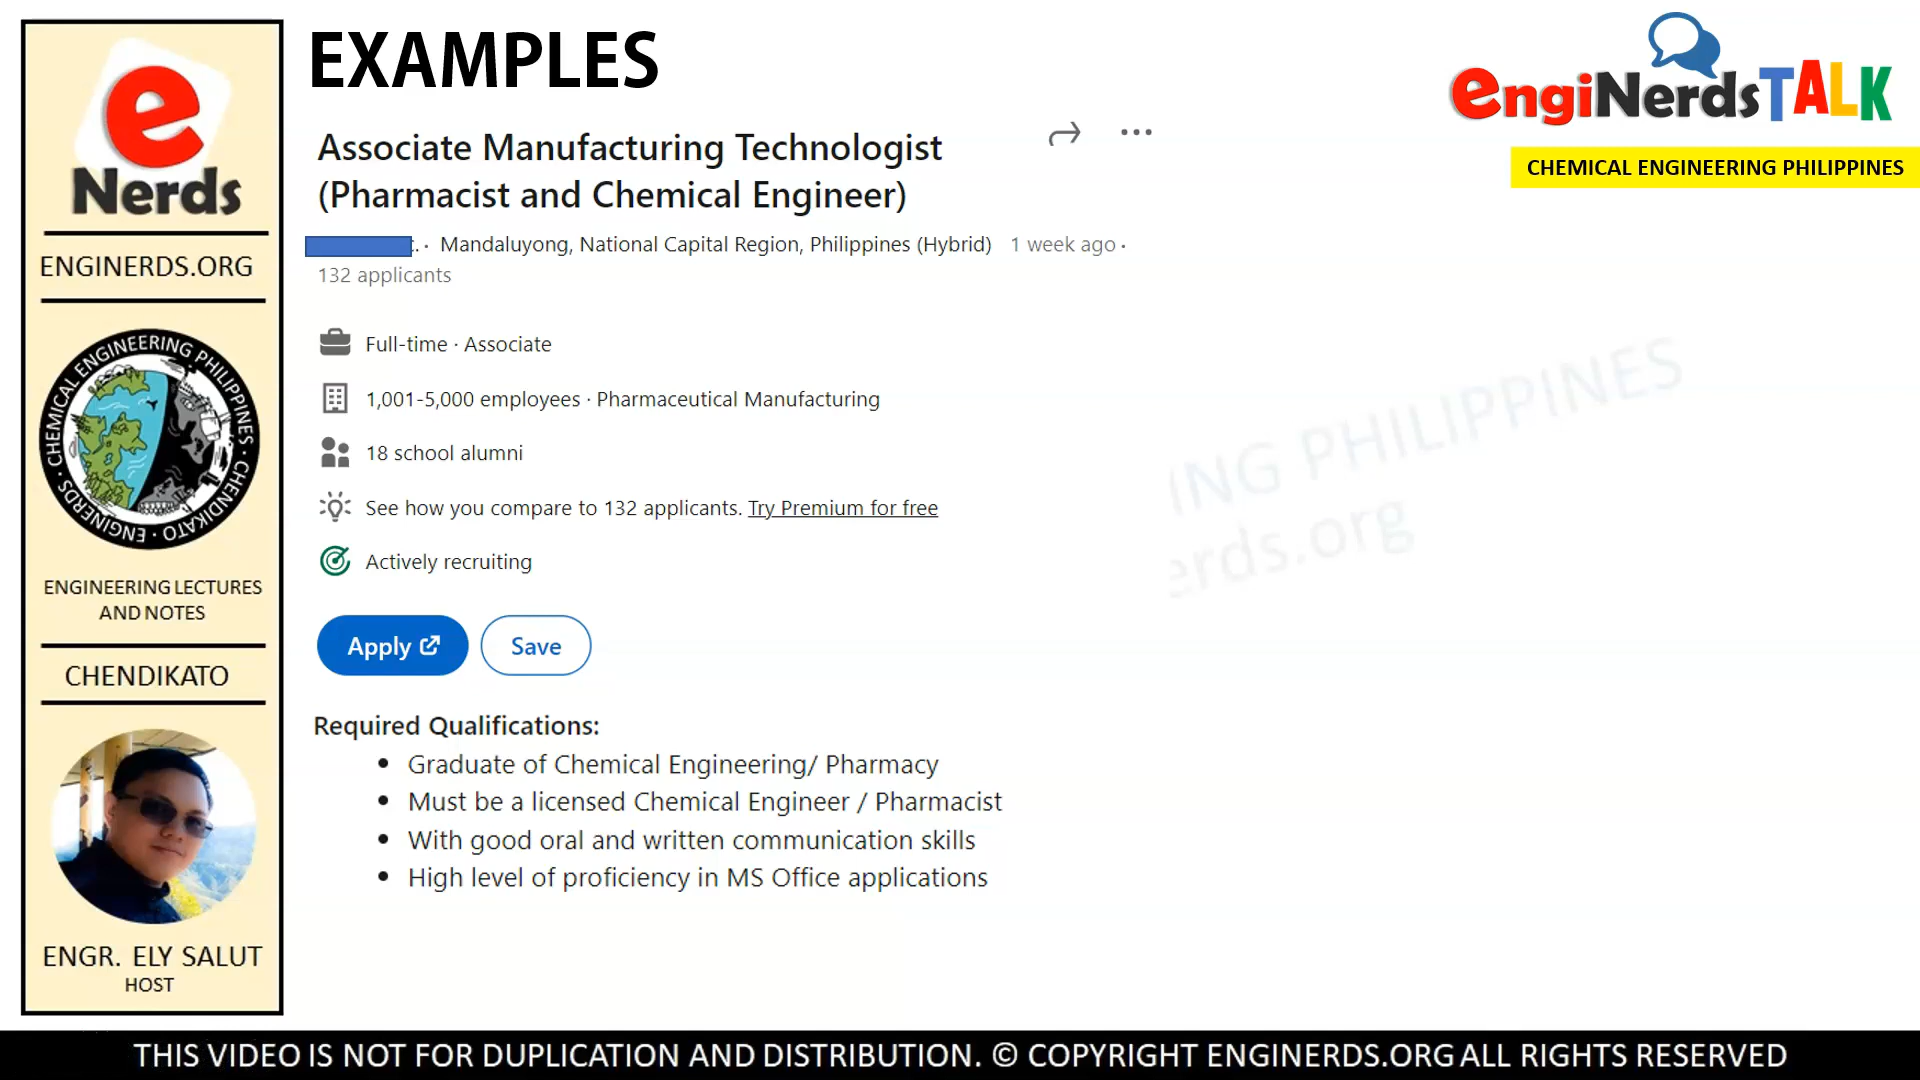 e
Nerds
ENGINERDS.ORG
CHEMICAL ENGINEERING PHILIPPINES · CHENDIKATO · ENGINERDS ·
ENGINEERING LECTURES
AND NOTES
CHENDIKATO
ENGR. ELY SALUT
HOST
EXAMPLES
engiNerdsTALK
CHEMICAL ENGINEERING PHILIPPINES
Associate Manufacturing Technologist
(Pharmacist and Chemical Engineer)
. · Mandaluyong, National Capital Region, Philippines (Hybrid) 1 week ago ·
132 applicants
Full-time · Associate
1,001-5,000 employees · Pharmaceutical Manufacturing
18 school alumni
See how you compare to 132 applicants. Try Premium for free
Actively recruiting
Apply
Save
Required Qualifications:
• Graduate of Chemical Engineering/ Pharmacy
• Must be a licensed Chemical Engineer / Pharmacist
• With good oral and written communication skills
• High level of proficiency in MS Office applications
ING PHILIPPINES
erds.org
THIS VIDEO IS NOT FOR DUPLICATION AND DISTRIBUTION. © COPYRIGHT ENGINERDS.ORG ALL RIGHTS RESERVED